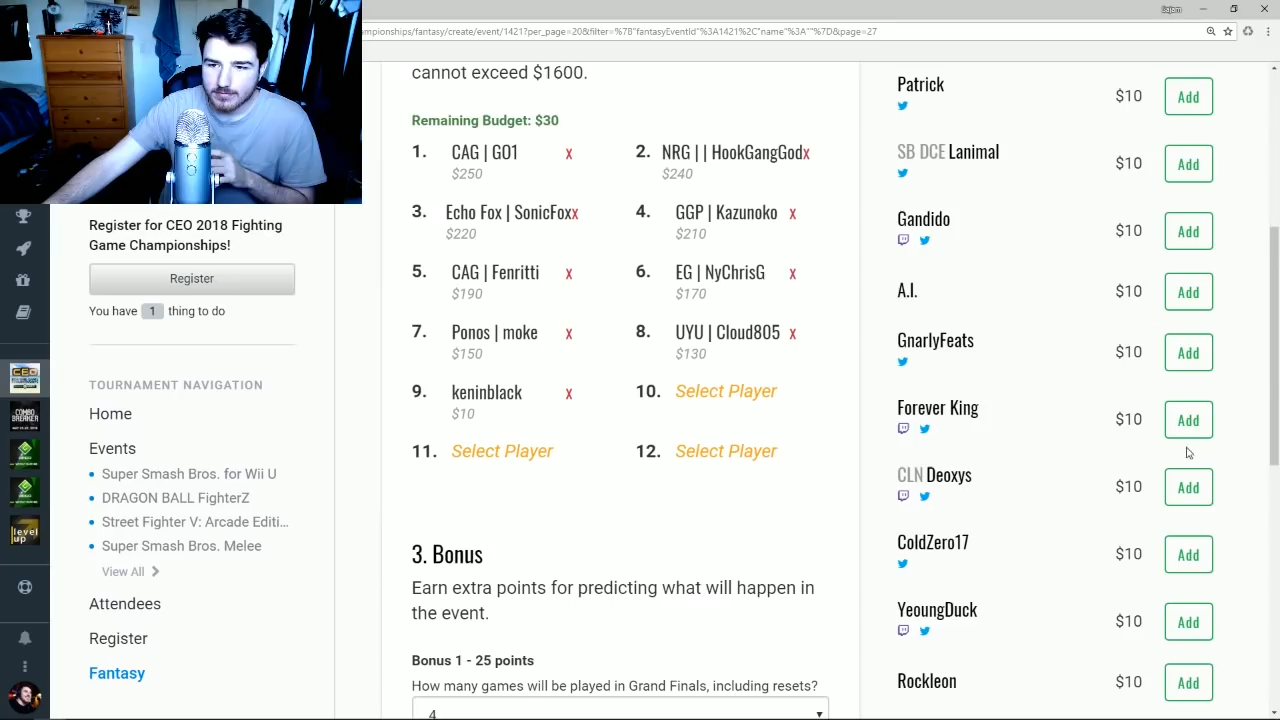 Bajan
mpionships/fantasy/create/event/1421?per_page=20&filter=%7B"fantasyEventId"%3A1421%2C"name"%3A""%7D&page=27
cannot exceed $1600.
Remaining Budget: $30
1. CAG | GO1 x
$250
2. NRG | | HookGangGod x
$240
3. Echo Fox | SonicFox x
$220
4. GGP | Kazunoko x
$210
5. CAG | Fenritti x
$190
6. EG | NyChrisG x
$170
7. Ponos | moke x
$150
8. UYU | Cloud805 x
$130
9. keninblack x
$10
10. Select Player
11. Select Player
12. Select Player
3. Bonus
Earn extra points for predicting what will happen in
the event.
Bonus 1 - 25 points
How many games will be played in Grand Finals, including resets?
4
Register for CEO 2018 Fighting
Game Championships!
Register
You have 1 thing to do
TOURNAMENT NAVIGATION
Home
Events
Super Smash Bros. for Wii U
DRAGON BALL FighterZ
Street Fighter V: Arcade Editi...
Super Smash Bros. Melee
View All
Attendees
Register
Fantasy
CEO
COMBO
BREAKER
level
up
Patrick $10 Add
SB DCE Lanimal $10 Add
Gandido $10 Add
A.I. $10 Add
GnarlyFeats $10 Add
Forever King $10 Add
CLN Deoxys $10 Add
ColdZero17 $10 Add
YeoungDuck $10 Add
Rockleon $10 Add